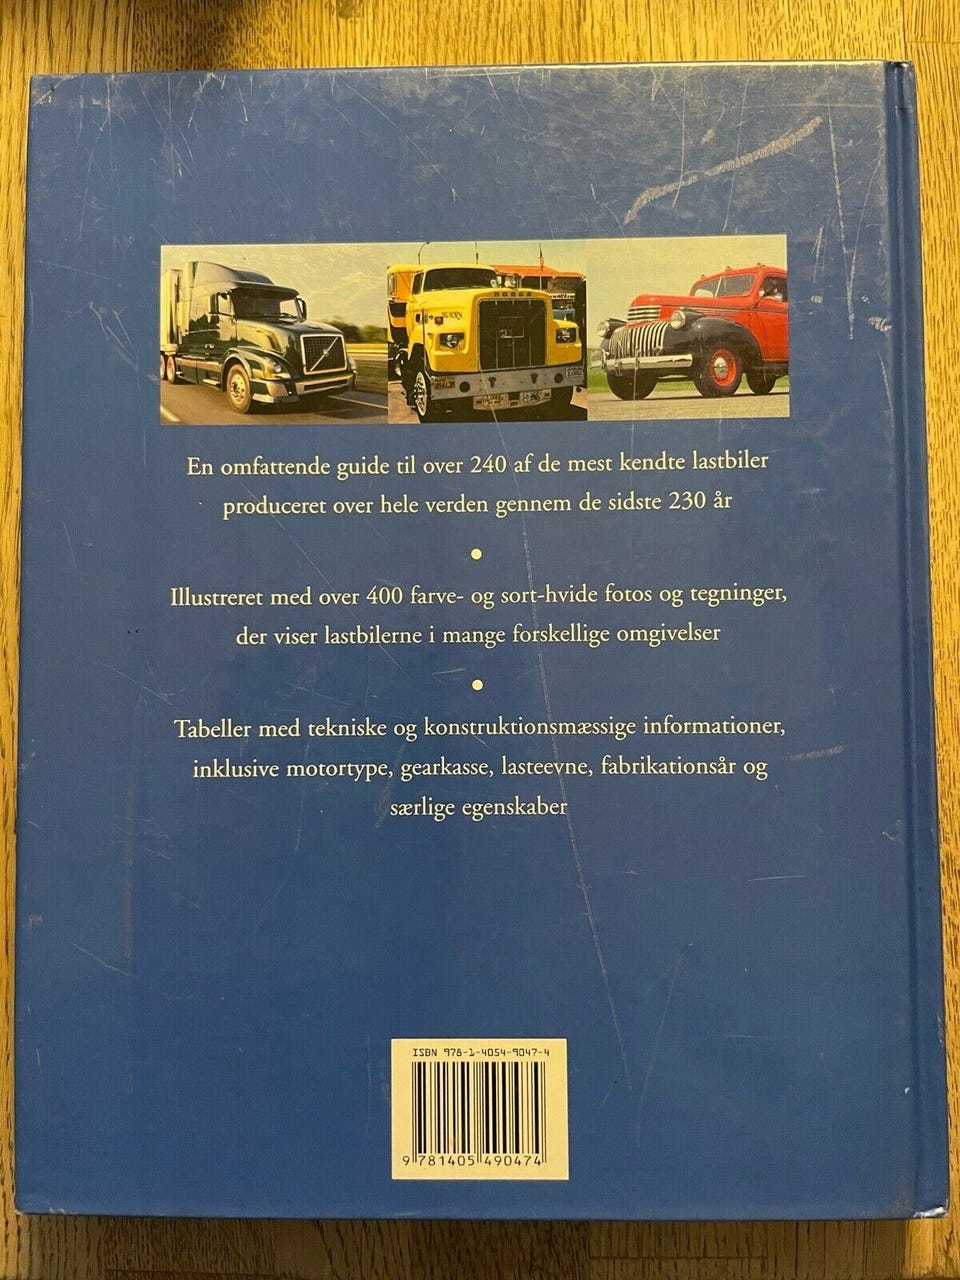 DODGE
BIG HORN
En omfattende guide til over 240 af de mest kendte lastbiler
produceret over hele verden gennem de sidste 230 år
Illustreret med over 400 farve- og sort-hvide fotos og tegninger,
der viser lastbilerne i mange forskellige omgivelser
Tabeller med tekniske og konstruktionsmæssige informationer,
inklusive motortype, gearkasse, lasteevne, fabrikationsår og
særlige egenskaber
ISBN 978-1-4054-9047-4
9 781405 490474